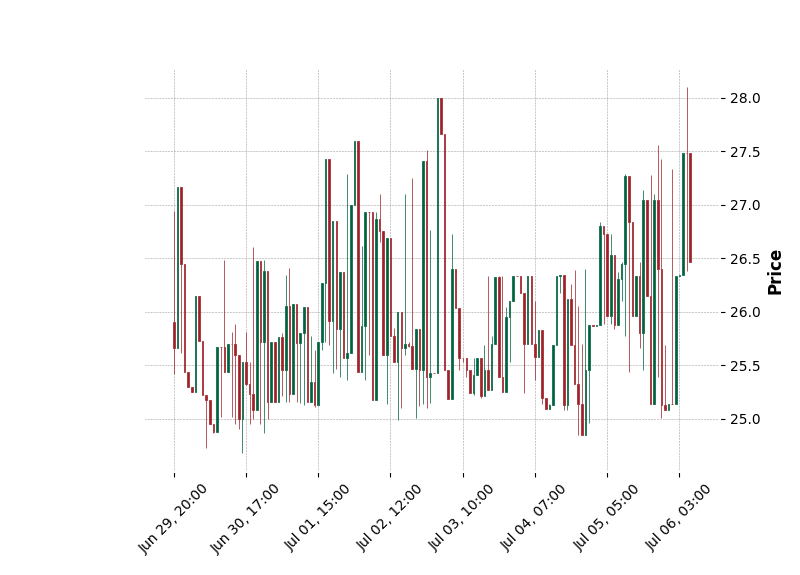 28.0
27.5
27.0
26.5
26.0
25.5
25.0
Price
Jun 29, 20:00
Jun 30, 17:00
Jul 01, 15:00
Jul 02, 12:00
Jul 03, 10:00
Jul 04, 07:00
Jul 05, 05:00
Jul 06, 03:00